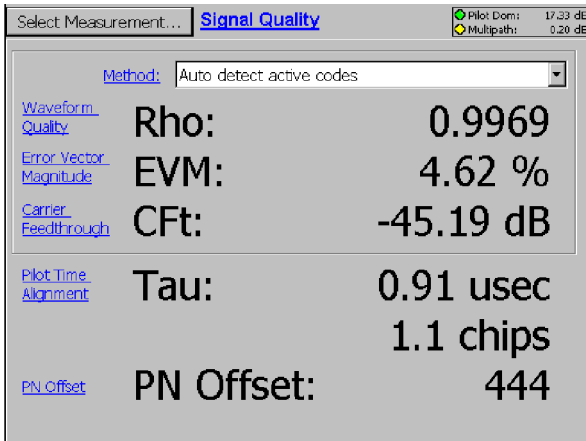 Select Measurement... Signal Quality Pilot Dom: 17.33 dB
Multipath: 0.20 dB
Method: Auto detect active codes
Waveform
Quality
Rho: 0.9969
Error Vector
Magnitude
EVM: 4.62 %
Carrier
Feedthrough
CFt: -45.19 dB
Pilot Time
Alignment
Tau: 0.91 usec
1.1 chips
PN Offset PN Offset: 444